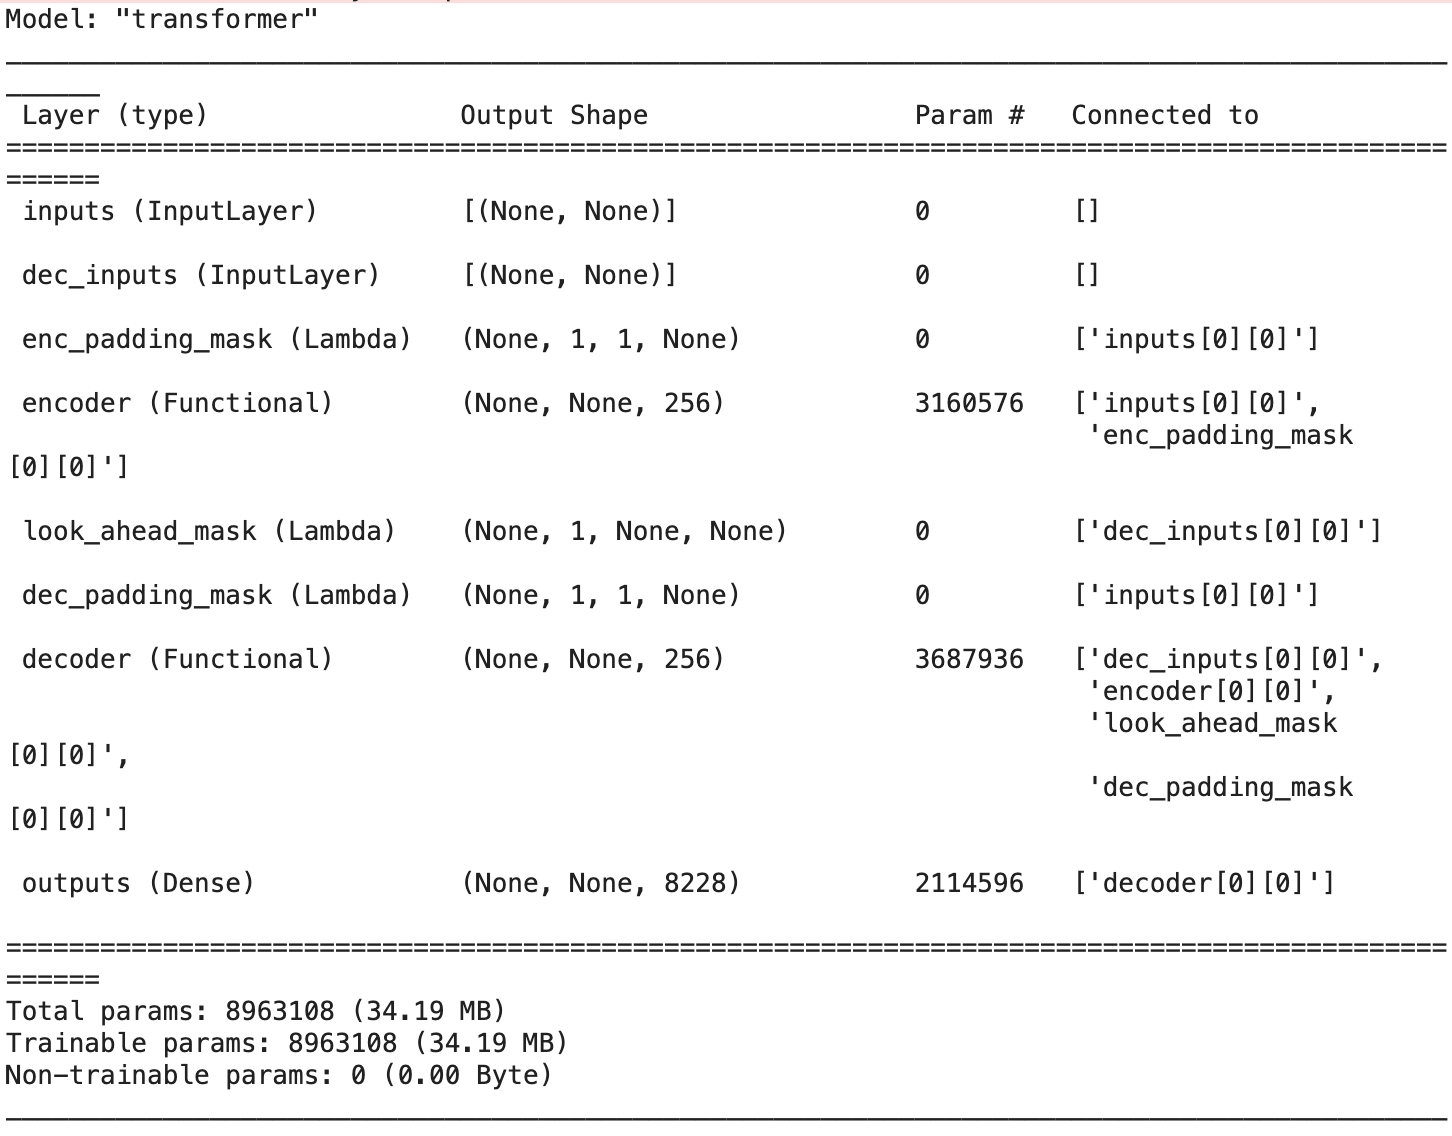 Model: "transformer"
__________________________________________________________________________________________________
 Layer (type)                Output Shape                 Param #   Connected to
==================================================================================================
 inputs (InputLayer)         [(None, None)]               0         []
 dec_inputs (InputLayer)     [(None, None)]               0         []
 enc_padding_mask (Lambda)   (None, 1, 1, None)           0         ['inputs[0][0]']
 encoder (Functional)        (None, None, 256)            3160576   ['inputs[0][0]',
                                                                     'enc_padding_mask
[0][0]']
 look_ahead_mask (Lambda)    (None, 1, None, None)        0         ['dec_inputs[0][0]']
 dec_padding_mask (Lambda)   (None, 1, 1, None)           0         ['inputs[0][0]']
 decoder (Functional)        (None, None, 256)            3687936   ['dec_inputs[0][0]',
                                                                     'encoder[0][0]',
                                                                     'look_ahead_mask
[0][0]',
                                                                     'dec_padding_mask
[0][0]']
 outputs (Dense)             (None, None, 8228)           2114596   ['decoder[0][0]']
==================================================================================================
Total params: 8963108 (34.19 MB)
Trainable params: 8963108 (34.19 MB)
Non-trainable params: 0 (0.00 Byte)
__________________________________________________________________________________________________